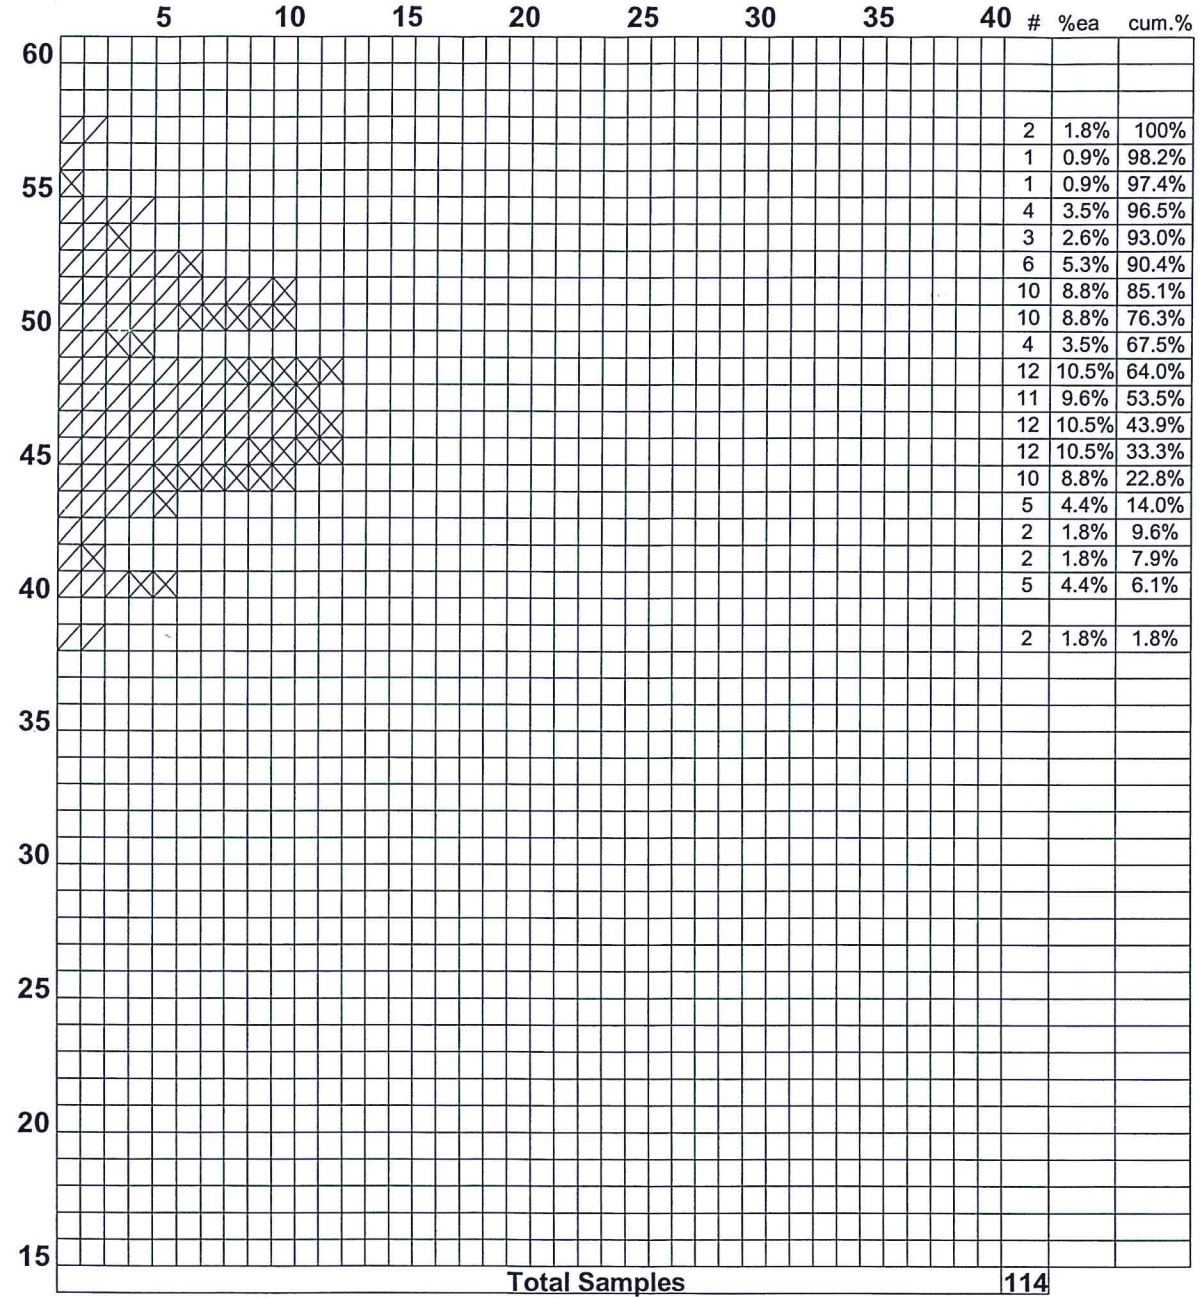 5 10 15 20 25 30 35 40 # %ea cum.%
60
2 1.8% 100%
1 0.9% 98.2%
55 1 0.9% 97.4%
4 3.5% 96.5%
3 2.6% 93.0%
6 5.3% 90.4%
10 8.8% 85.1%
50 10 8.8% 76.3%
4 3.5% 67.5%
12 10.5% 64.0%
11 9.6% 53.5%
12 10.5% 43.9%
45 12 10.5% 33.3%
10 8.8% 22.8%
5 4.4% 14.0%
2 1.8% 9.6%
2 1.8% 7.9%
40 5 4.4% 6.1%
2 1.8% 1.8%
35
30
25
20
15
Total Samples 114